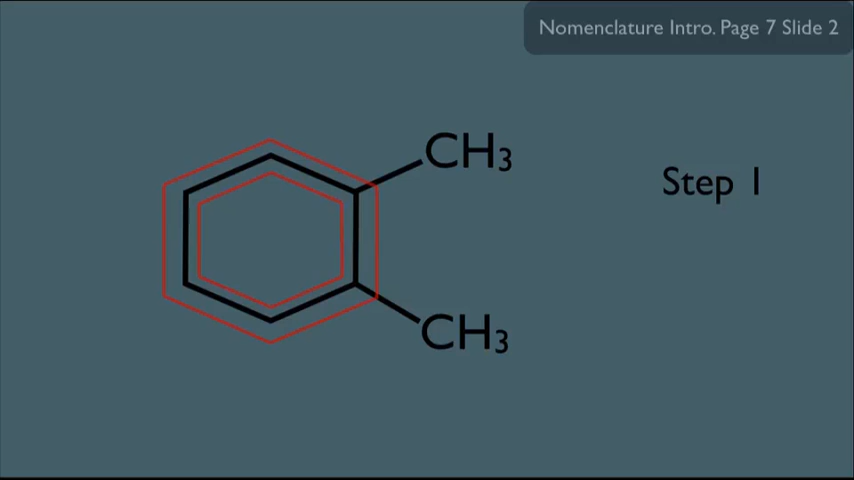 Nomenclature Intro. Page 7 Slide 2
CH₃
Step 1
CH₃